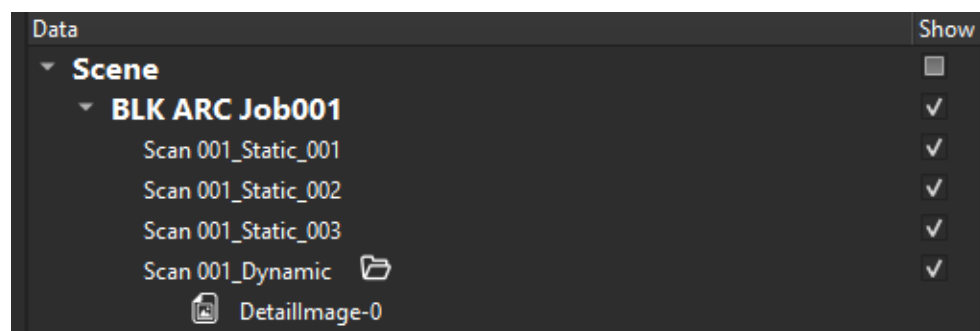 Data Show
Scene
BLK ARC Job001
Scan 001_Static_001
Scan 001_Static_002
Scan 001_Static_003
Scan 001_Dynamic
DetailImage-0